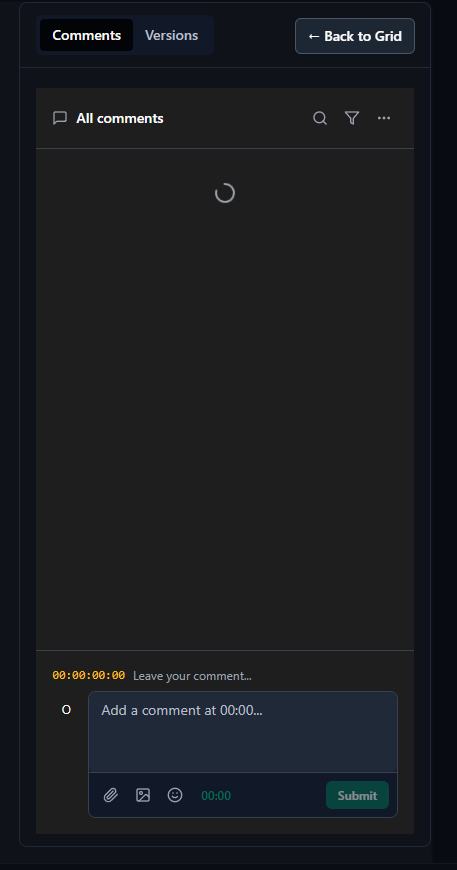 Comments Versions ← Back to Grid
All comments
00:00:00:00 Leave your comment...
O Add a comment at 00:00...
00:00 Submit